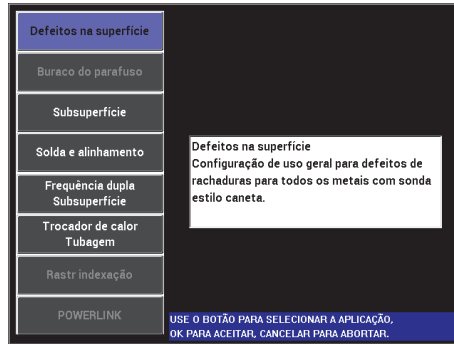 Defeitos na superfície
Buraco do parafuso
Subsuperfície
Solda e alinhamento
Frequência dupla
Subsuperfície
Trocador de calor
Tubagem
Rastr indexação
POWERLINK
Defeitos na superfície
Configuração de uso geral para defeitos de
rachaduras para todos os metais com sonda
estilo caneta.
USE O BOTÃO PARA SELECIONAR A APLICAÇÃO,
OK PARA ACEITAR, CANCELAR PARA ABORTAR.